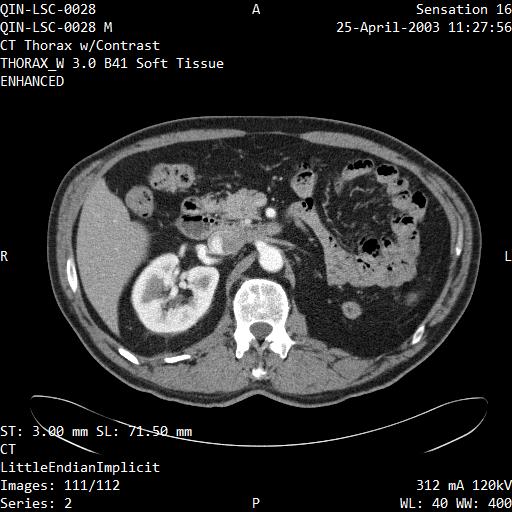 QIN-LSC-0028
A
Sensation 16
QIN-LSC-0028 M
25-April-2003 11:27:56
CT Thorax w/Contrast
THORAX_W 3.0 B41 Soft Tissue
ENHANCED
R
L
ST: 3.00 mm SL: 71.50 mm
CT
LittleEndianImplicit
Images: 111/112
312 mA 120kV
Series: 2
P
WL: 40 WW: 400